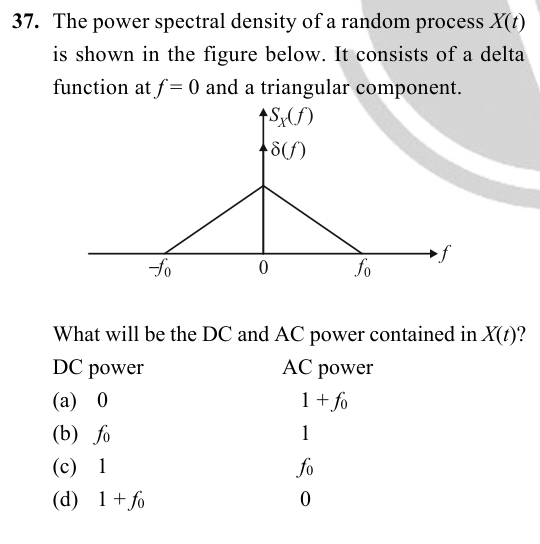 37. The power spectral density of a random process X(t)
is shown in the figure below. It consists of a delta
function at f = 0 and a triangular component.
Sₓ(f)
δ(f)
f
–f₀ 0 f₀
What will be the DC and AC power contained in X(t)?
DC power AC power
(a) 0 1 + f₀
(b) f₀ 1
(c) 1 f₀
(d) 1 + f₀ 0